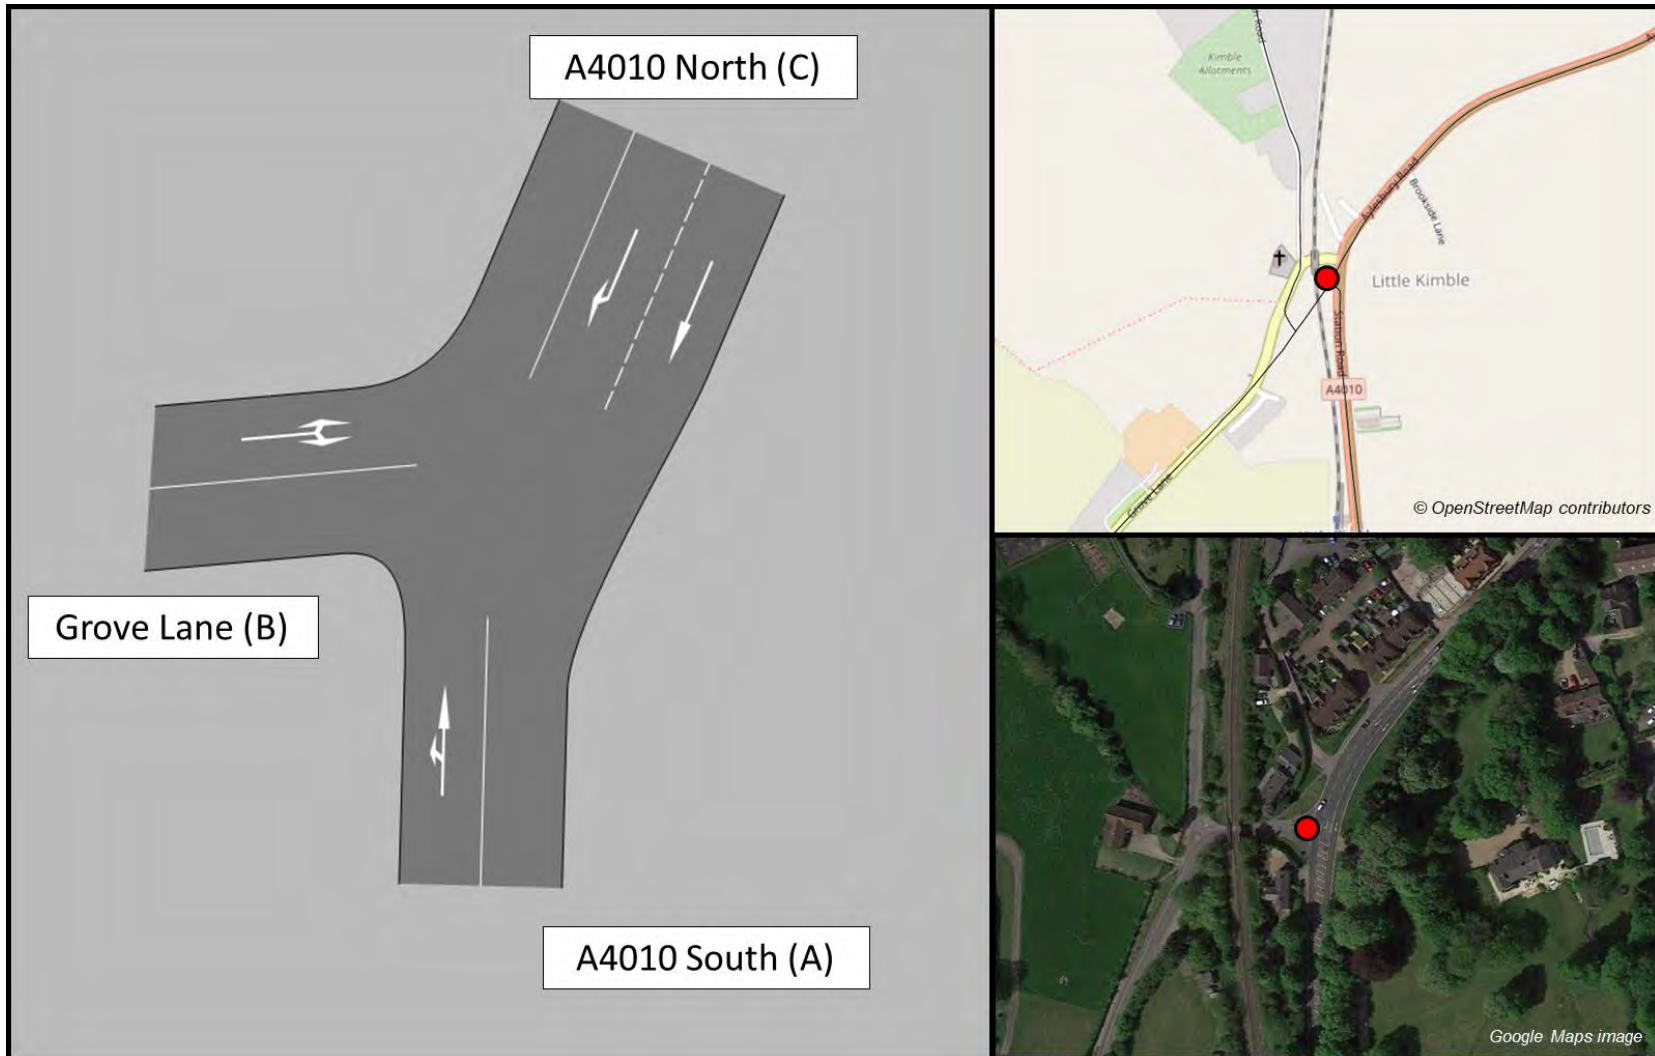 A4010 North (C)
Grove Lane (B)
A4010 South (A)
Kimble
Allotments
Aylesbury Road
Brookside Lane
Little Kimble
Station Road
A4010
Grove Lane
© OpenStreetMap contributors
Google Maps image